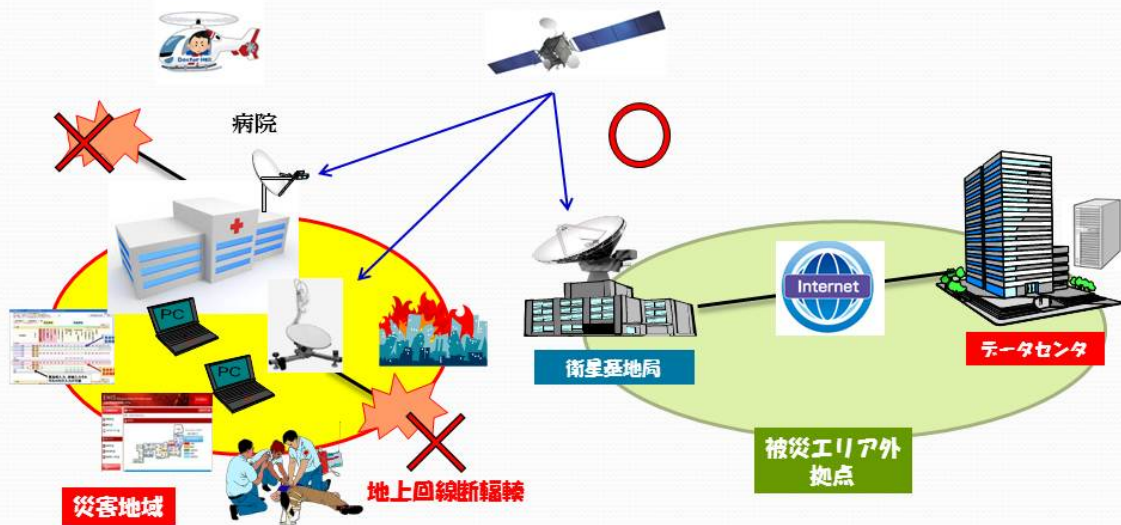 病院
PC
PC
Internet
衛星基地局
データセンタ
被災エリア外
拠点
地上回線断輻輳
災害地域